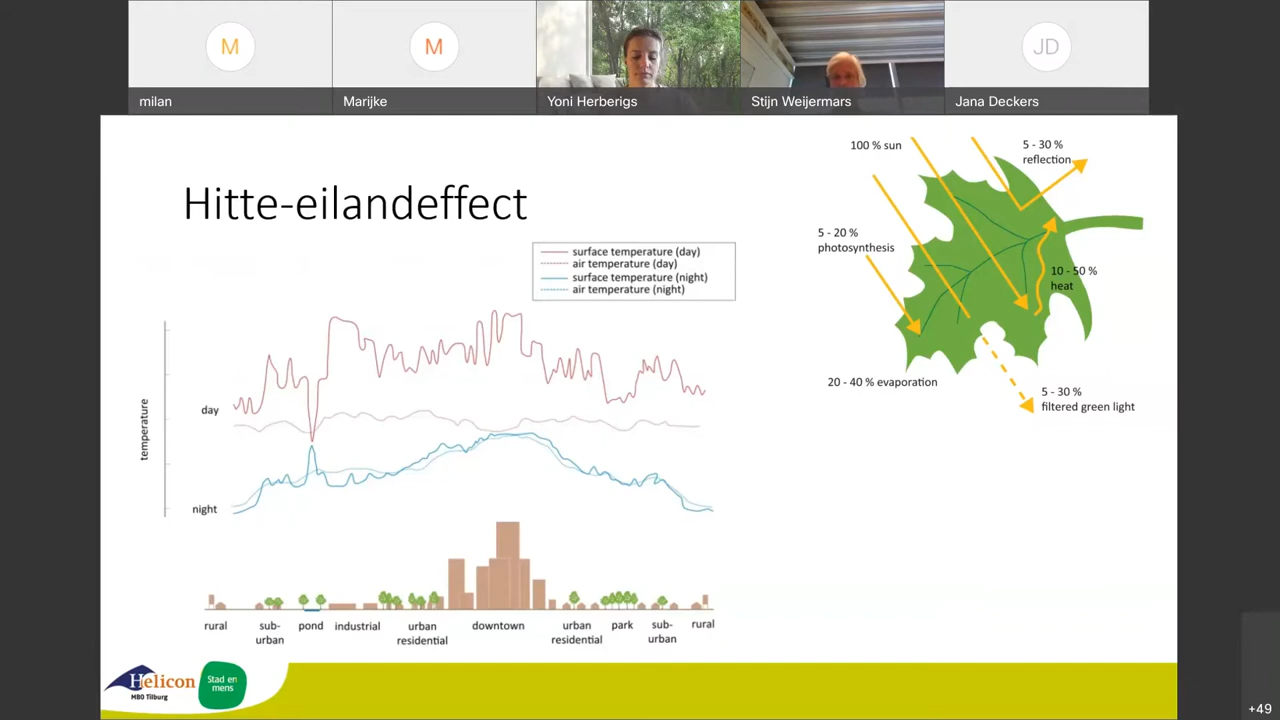 M
M
JD
milan
Marijke
Yoni Herberigs
Stijn Weijermars
Jana Deckers
Hitte-eilandeffect
surface temperature (day)
air temperature (day)
surface temperature (night)
air temperature (night)
temperature
day
night
rural
sub-
urban
pond
industrial
urban
residential
downtown
urban
residential
park
sub-
urban
rural
100 % sun
5 - 30 %
reflection
5 - 20 %
photosynthesis
10 - 50 %
heat
20 - 40 % evaporation
5 - 30 %
filtered green light
Helicon
MBO Tilburg
Stad en
mens
+49